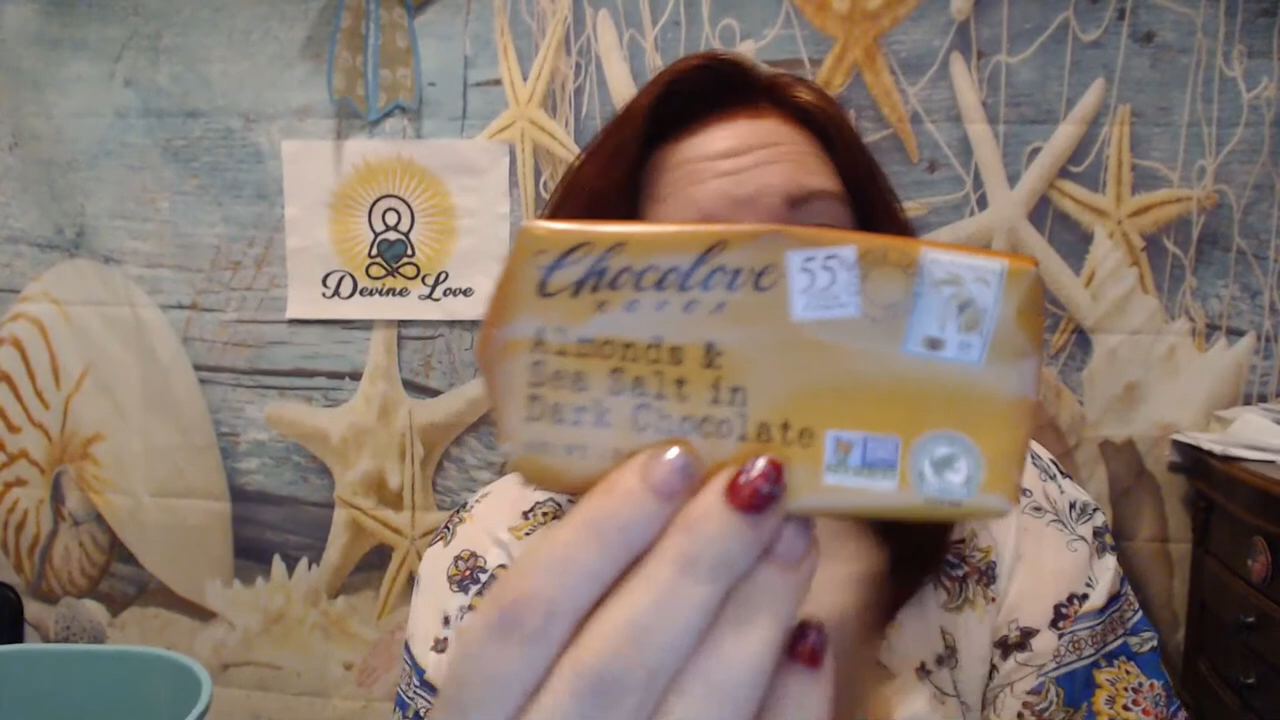 Devine Love
Chocolove
55
Almonds &
Sea Salt in
Dark Chocolate